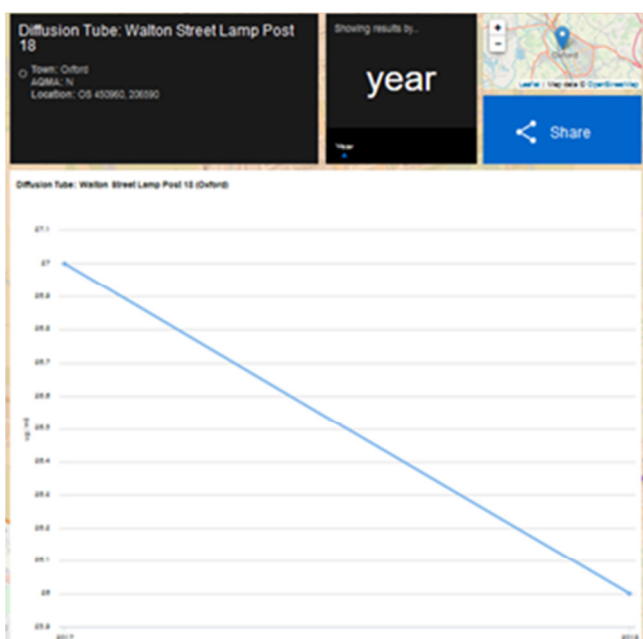 Diffusion Tube: Walton Street Lamp Post
18
Town: Oxford
AQMA: N
Location: OS 450960, 206590
Showing results by..
year
Year
+
−
Oxford
Leaflet | Map data © OpenStreetMap
Share
Diffusion Tube: Walton Street Lamp Post 18 (Oxford)
27.1
27
26.9
26.8
26.7
26.6
26.5
26.4
26.3
26.2
26.1
26
25.9
2017